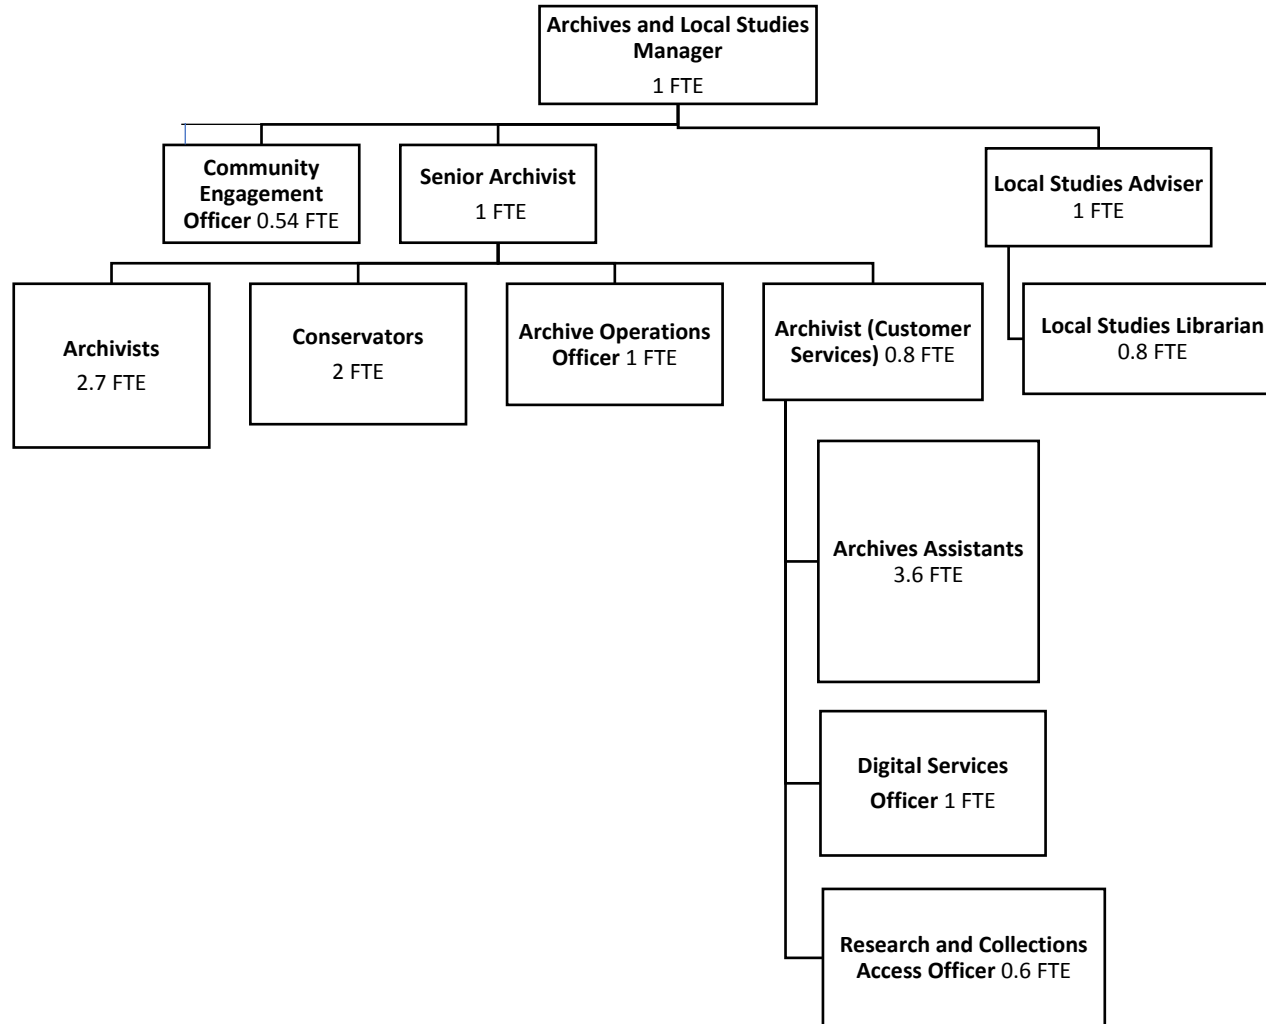 Archives and Local Studies
Manager
1 FTE
Community
Engagement
Officer 0.54 FTE
Senior Archivist
1 FTE
Local Studies Adviser
1 FTE
Archivists
2.7 FTE
Conservators
2 FTE
Archive Operations
Officer 1 FTE
Archivist (Customer
Services) 0.8 FTE
Local Studies Librarian
0.8 FTE
Archives Assistants
3.6 FTE
Digital Services
Officer 1 FTE
Research and Collections
Access Officer 0.6 FTE